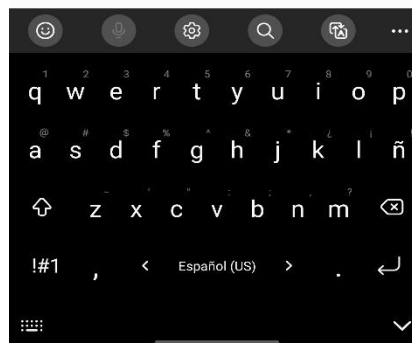 1 2 3 4 5 6 7 8 9 0
q w e r t y u i o p
@ # $ % ^ & * ¿ ¡
a s d f g h j k l ñ
- ' " : ; , ?
z x c v b n m
!#1 , < Español (US) > .